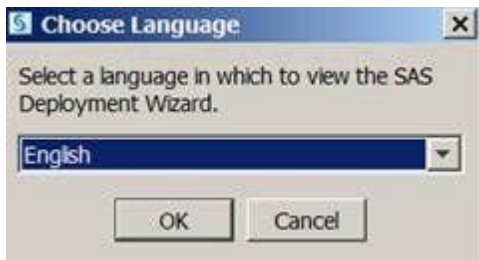 Choose Language
Select a language in which to view the SAS
Deployment Wizard.
English
OK
Cancel